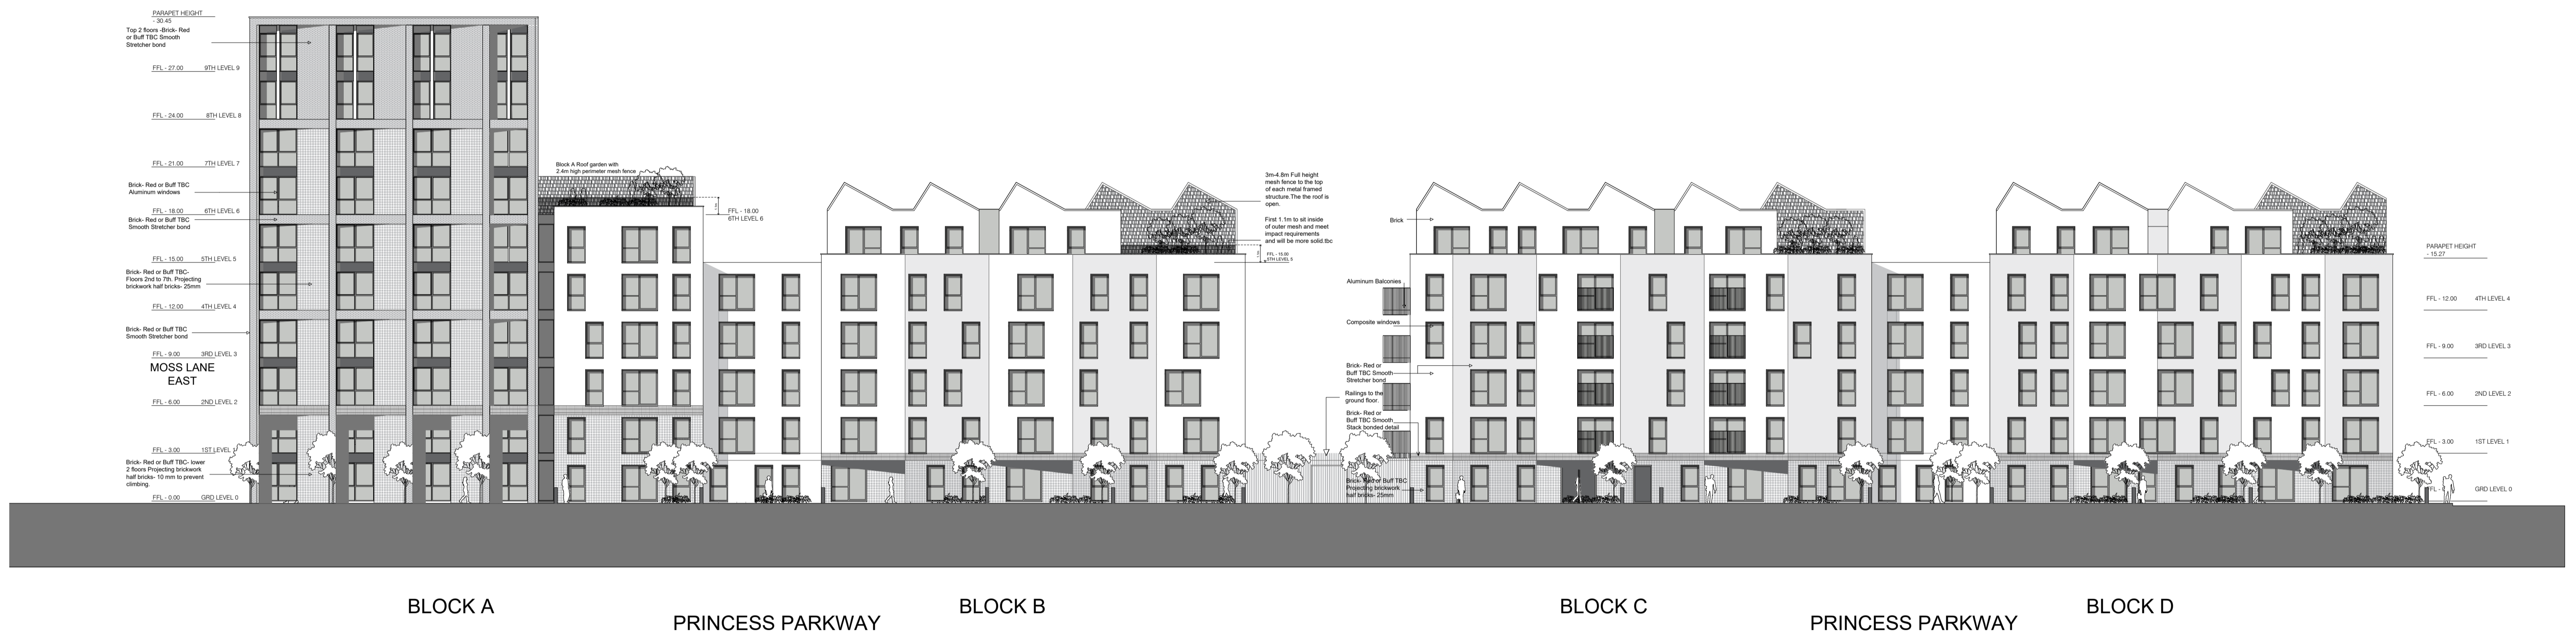 PARAPET HEIGHT
- 30.45
Top 2 floors -Brick- Red
or Buff TBC Smooth
Stretcher bond
FFL - 27.00 9TH LEVEL 9
FFL - 24.00 8TH LEVEL 8
FFL - 21.00 7TH LEVEL 7
Brick- Red or Buff TBC
Aluminum windows
FFL - 18.00 6TH LEVEL 6
Brick- Red or Buff TBC
Smooth Stretcher bond
FFL - 15.00 5TH LEVEL 5
Brick- Red or Buff TBC-
Floors 2nd to 7th. Projecting
brickwork half bricks- 25mm
FFL - 12.00 4TH LEVEL 4
Brick- Red or Buff TBC
Smooth Stretcher bond
FFL - 9.00 3RD LEVEL 3
MOSS LANE
EAST
FFL - 6.00 2ND LEVEL 2
FFL - 3.00 1ST LEVEL
Brick- Red or Buff TBC- lower
2 floors Projecting brickwork
half bricks- 10 mm to prevent
climbing.
FFL - 0.00 GRD LEVEL 0
Block A Roof garden with
2.4m high perimeter mesh fence
FFL - 18.00
6TH LEVEL 6
3m-4.8m Full height
mesh fence to the top
of each metal framed
structure.The the roof is
open.
First 1.1m to sit inside
of outer mesh and meet
impact requirements
and will be more solid.tbc
FFL - 15.00
5TH LEVEL 5
Brick
Aluminum Balconies
Composite windows
Brick- Red or
Buff TBC Smooth
Stretcher bond
Railings to the
ground floor.
Brick- Red or
Buff TBC Smooth
Stack bonded detail
Brick- Red or Buff TBC
Projecting brickwork
half bricks- 25mm
PARAPET HEIGHT
- 15.27
FFL - 12.00 4TH LEVEL 4
FFL - 9.00 3RD LEVEL 3
FFL - 6.00 2ND LEVEL 2
FFL - 3.00 1ST LEVEL 1
GRD LEVEL 0
BLOCK A
BLOCK B
BLOCK C
BLOCK D
PRINCESS PARKWAY
PRINCESS PARKWAY